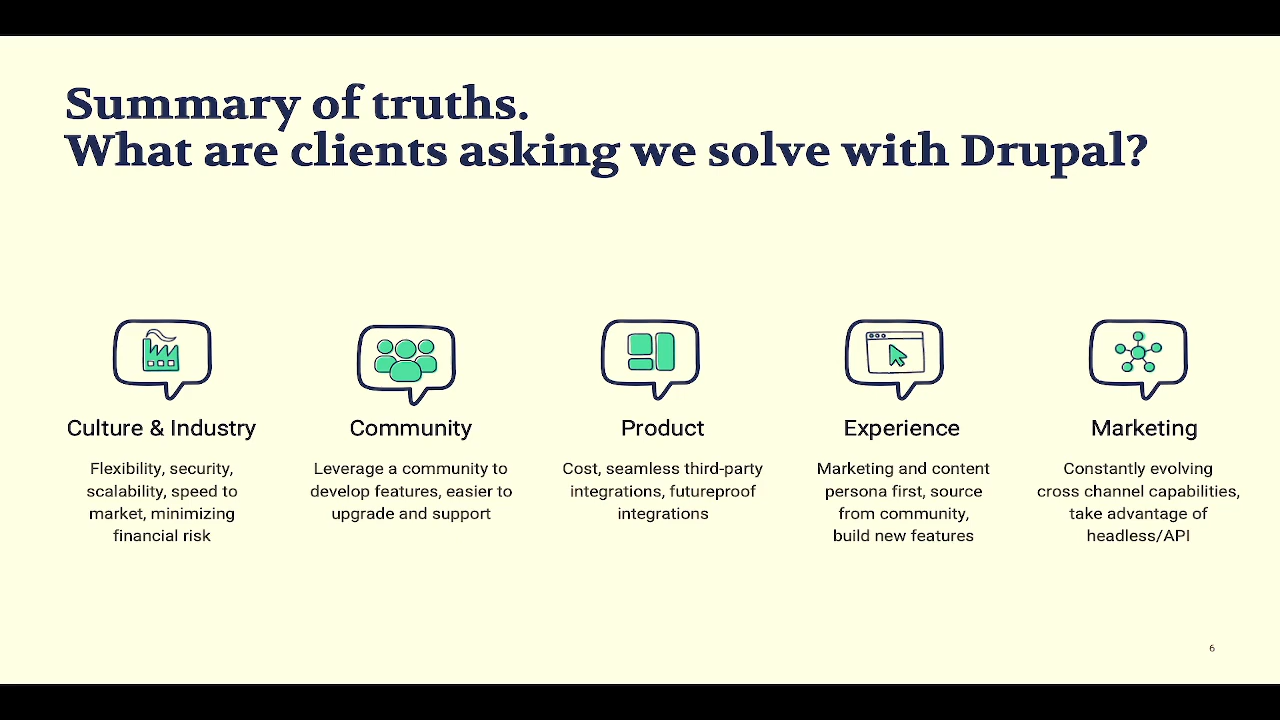 Summary of truths.
What are clients asking we solve with Drupal?
Culture & Industry
Flexibility, security,
scalability, speed to
market, minimizing
financial risk
Community
Leverage a community to
develop features, easier to
upgrade and support
Product
Cost, seamless third-party
integrations, futureproof
integrations
Experience
Marketing and content
persona first, source
from community,
build new features
Marketing
Constantly evolving
cross channel capabilities,
take advantage of
headless/API
6